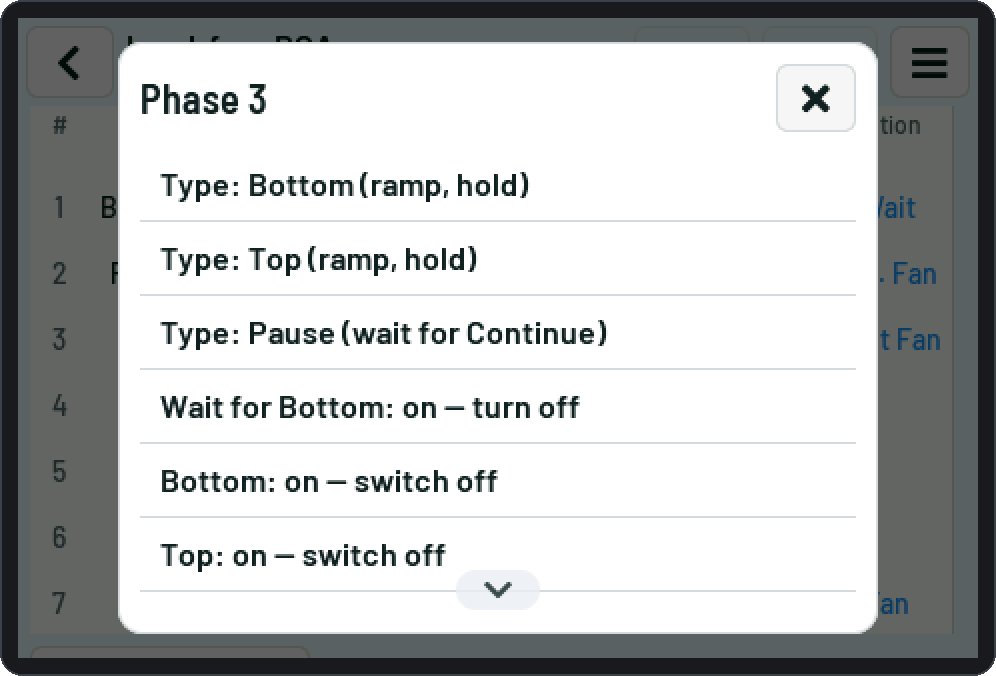 Phase 3
Type: Bottom (ramp, hold)
Type: Top (ramp, hold)
Type: Pause (wait for Continue)
Wait for Bottom: on — turn off
Bottom: on — switch off
Top: on — switch off
#
1
2 Fan
3 Fan
4
5
6
7